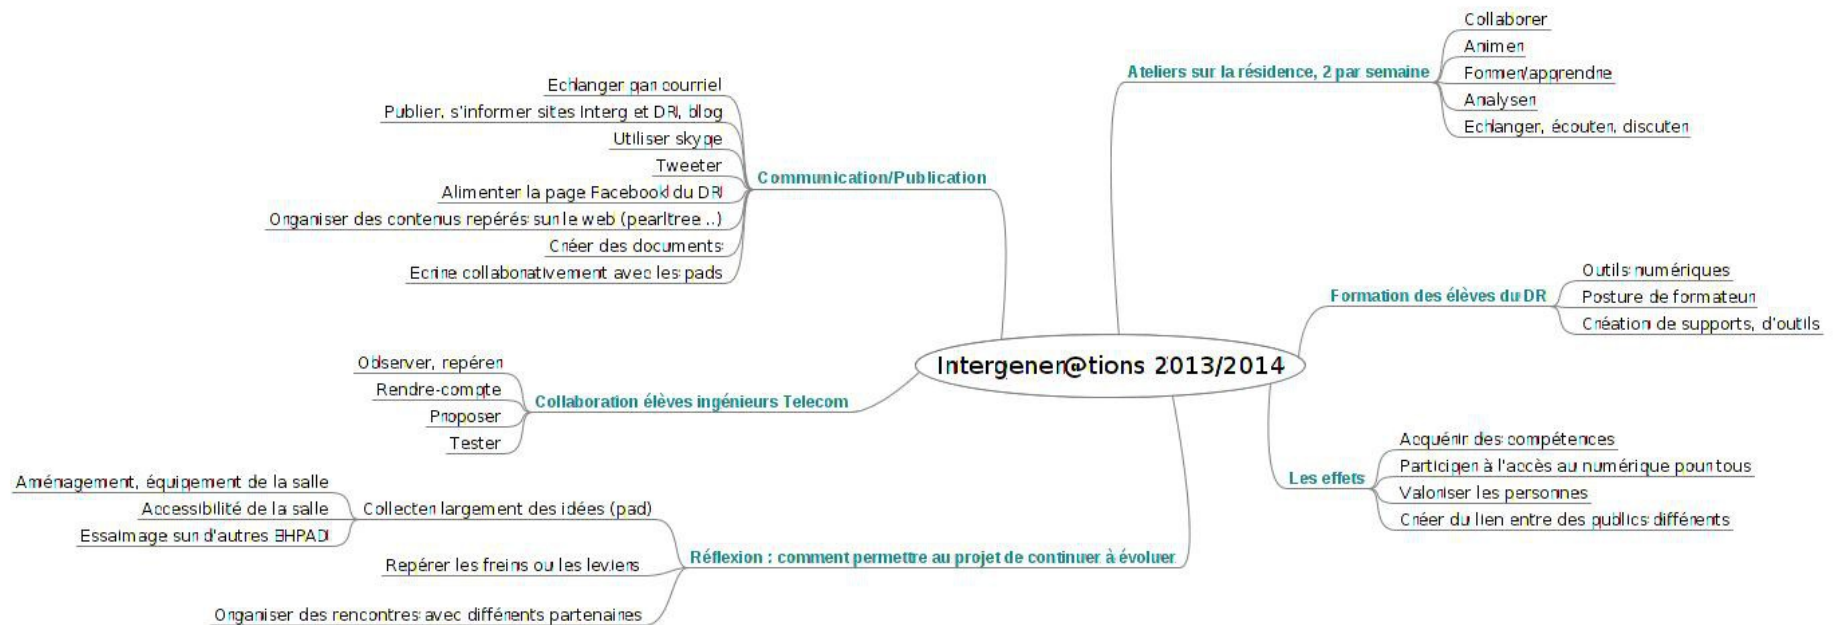 Intergener@tions 2013/2014
Ateliers sur la résidence, 2 par semaine
Collaborer
Animer
Former/apprendre
Analyser
Echanger, écouter, discuter
Formation des élèves du DR
Outils numériques
Posture de formateur
Création de supports, d'outils
Les effets
Acquérir des compétences
Participer à l'accès au numérique pour tous
Valoriser les personnes
Créer du lien entre des publics différents
Communication/Publication
Echanger par courriel
Publier, s'informer sites Interg et DRI, blog
Utiliser skype
Tweeter
Alimenter la page Facebook du DRI
Organiser des contenus repérés sur le web (pearltree ..)
Créer des documents
Ecrire collaborativement avec les pads
Collaboration élèves ingénieurs Telecom
Observer, repérer
Rendre-compte
Proposer
Tester
Réflexion : comment permettre au projet de continuer à évoluer
Collecter largement des idées (pad)
Aménagement, équipement de la salle
Accessibilité de la salle
Essaimage sur d'autres EHPAD
Repérer les freins ou les leviers
Organiser des rencontres avec différents partenaires